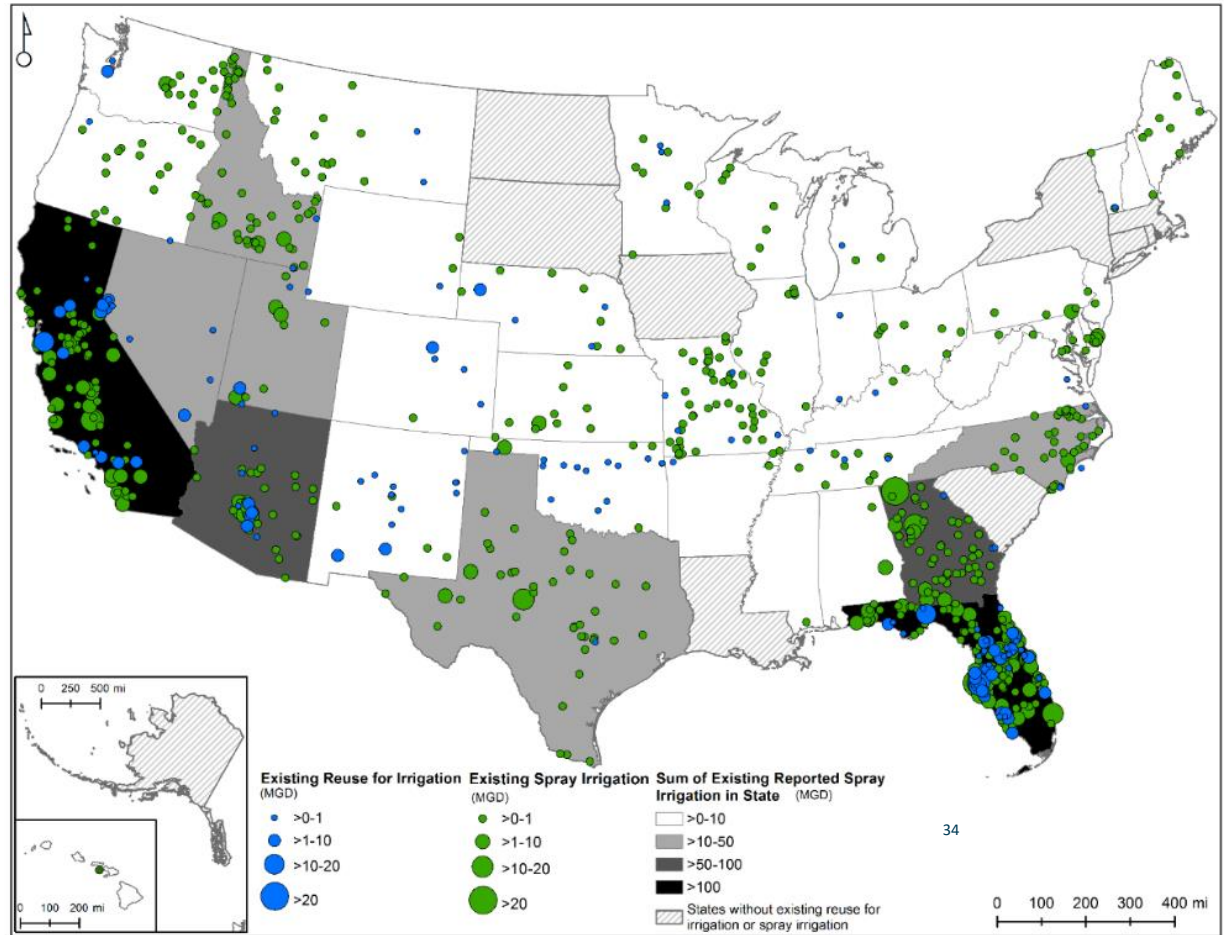 0 250 500 mi
0 100 200 mi
Existing Reuse for Irrigation
(MGD)
>0-1
>1-10
>10-20
>20
Existing Spray Irrigation
(MGD)
>0-1
>1-10
>10-20
>20
Sum of Existing Reported Spray
Irrigation in State (MGD)
>0-10
>10-50
>50-100
>100
States without existing reuse for
irrigation or spray irrigation
34
0 100 200 300 400 mi